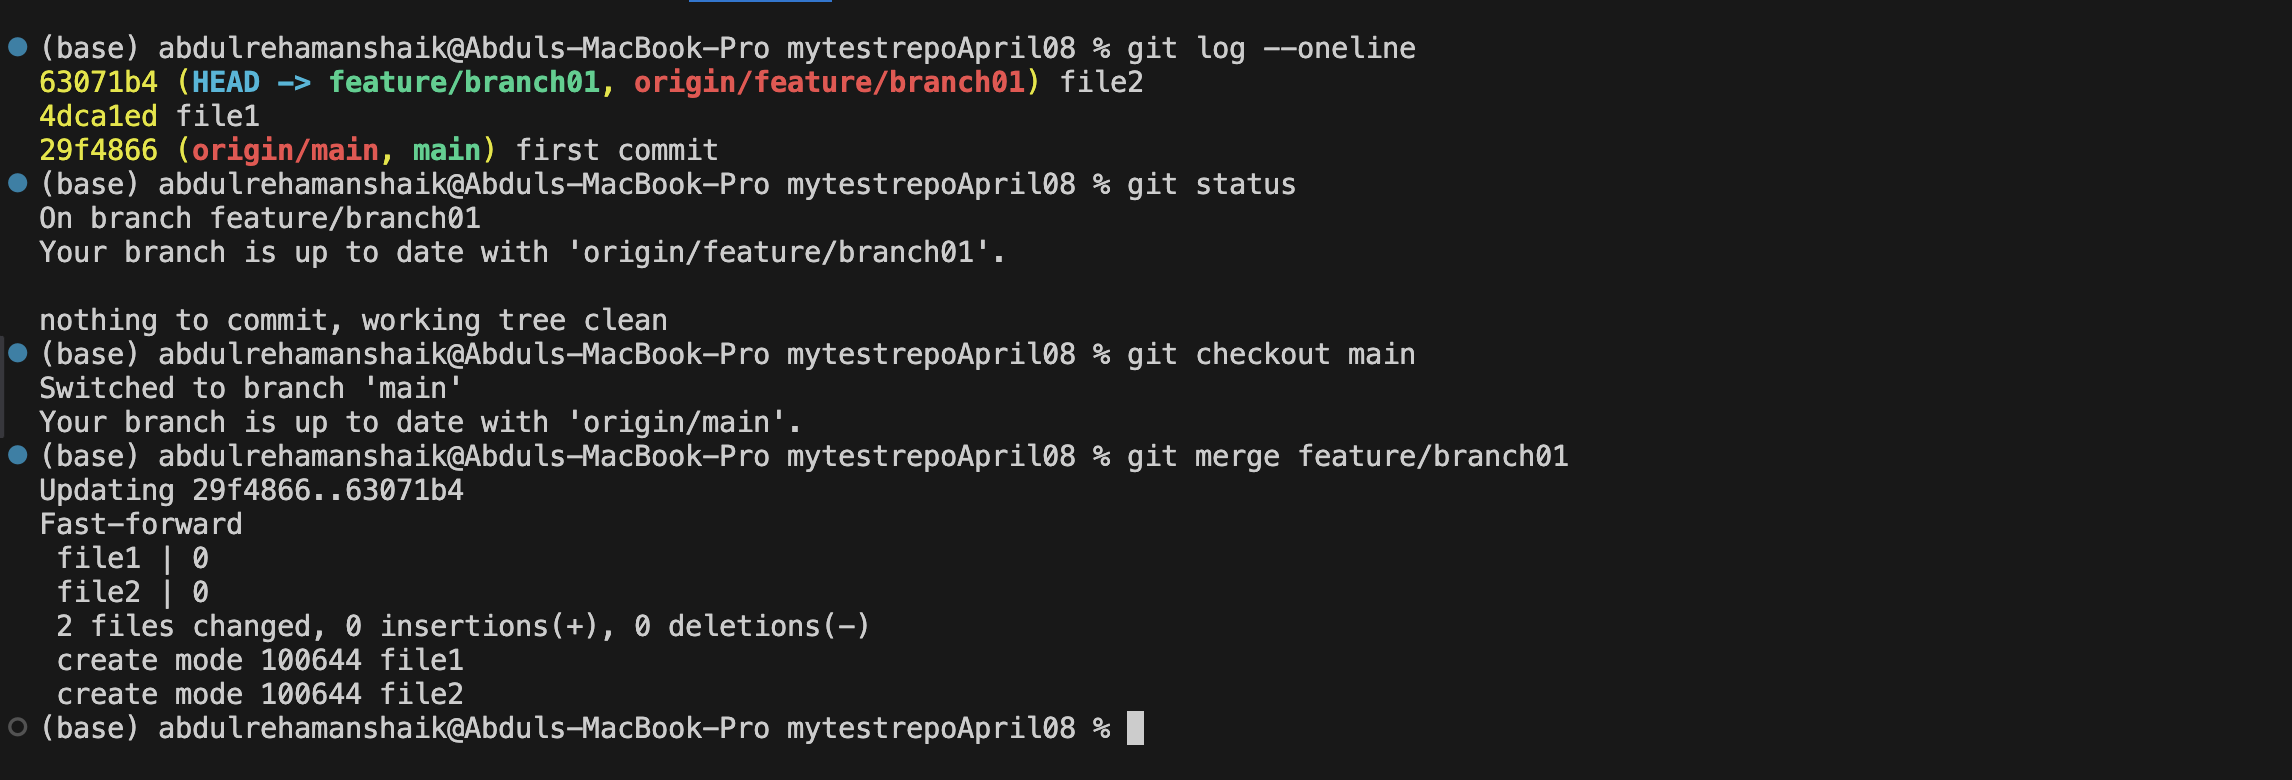 (base) abdulrehamanshaik@Abduls-MacBook-Pro mytestrepoApril08 % git log --oneline
63071b4 (HEAD -> feature/branch01, origin/feature/branch01) file2
4dca1ed file1
29f4866 (origin/main, main) first commit
(base) abdulrehamanshaik@Abduls-MacBook-Pro mytestrepoApril08 % git status
On branch feature/branch01
Your branch is up to date with 'origin/feature/branch01'.

nothing to commit, working tree clean
(base) abdulrehamanshaik@Abduls-MacBook-Pro mytestrepoApril08 % git checkout main
Switched to branch 'main'
Your branch is up to date with 'origin/main'.
(base) abdulrehamanshaik@Abduls-MacBook-Pro mytestrepoApril08 % git merge feature/branch01
Updating 29f4866..63071b4
Fast-forward
 file1 | 0
 file2 | 0
 2 files changed, 0 insertions(+), 0 deletions(-)
 create mode 100644 file1
 create mode 100644 file2
(base) abdulrehamanshaik@Abduls-MacBook-Pro mytestrepoApril08 %